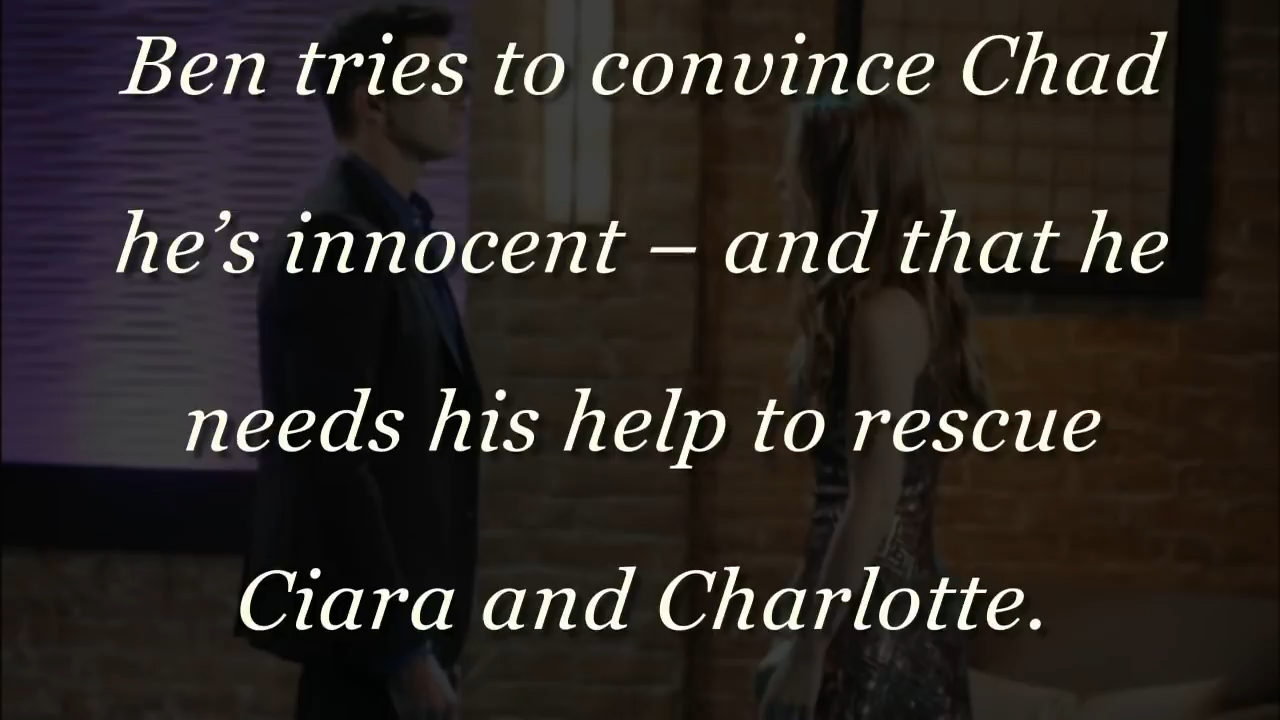 Ben tries to convince Chad
he’s innocent – and that he
needs his help to rescue
Ciara and Charlotte.